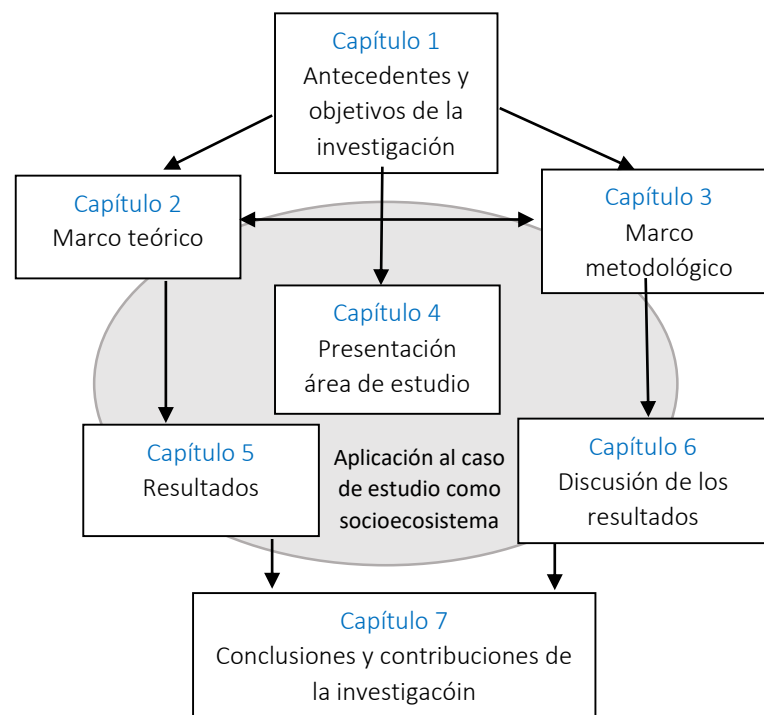 Capítulo 1
Antecedentes y
objetivos de la
investigación
Capítulo 2
Marco teórico
Capítulo 3
Marco
metodológico
Capítulo 4
Presentación
área de estudio
Capítulo 5
Resultados
Aplicación al caso
de estudio como
socioecosistema
Capítulo 6
Discusión de los
resultados
Capítulo 7
Conclusiones y contribuciones de
la investigacóin